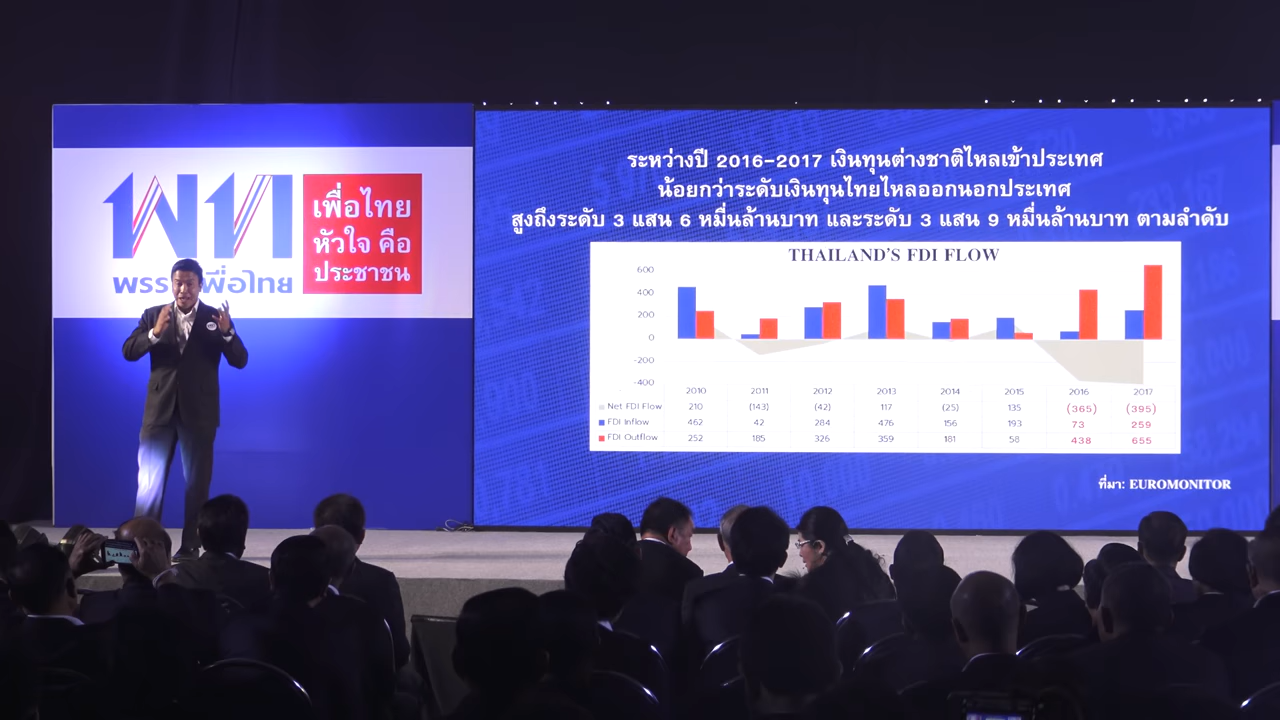 พท
พรรคเพื่อไทย
เพื่อไทย
หัวใจ คือ
ประชาชน
ระหว่างปี 2016-2017 เงินทุนต่างชาติไหลเข้าประเทศ
น้อยกว่าระดับเงินทุนไทยไหลออกนอกประเทศ
สูงถึงระดับ 3 แสน 6 หมื่นล้านบาท และระดับ 3 แสน 9 หมื่นล้านบาท ตามลำดับ
THAILAND'S FDI FLOW
600
400
200
0
-200
-400
2010 2011 2012 2013 2014 2015 2016 2017
Net FDI Flow 210 (143) (42) 117 (25) 135 (365) (395)
FDI Inflow 462 42 284 476 156 193 73 259
FDI Outflow 252 185 326 359 181 58 438 655
ที่มา: EUROMONITOR